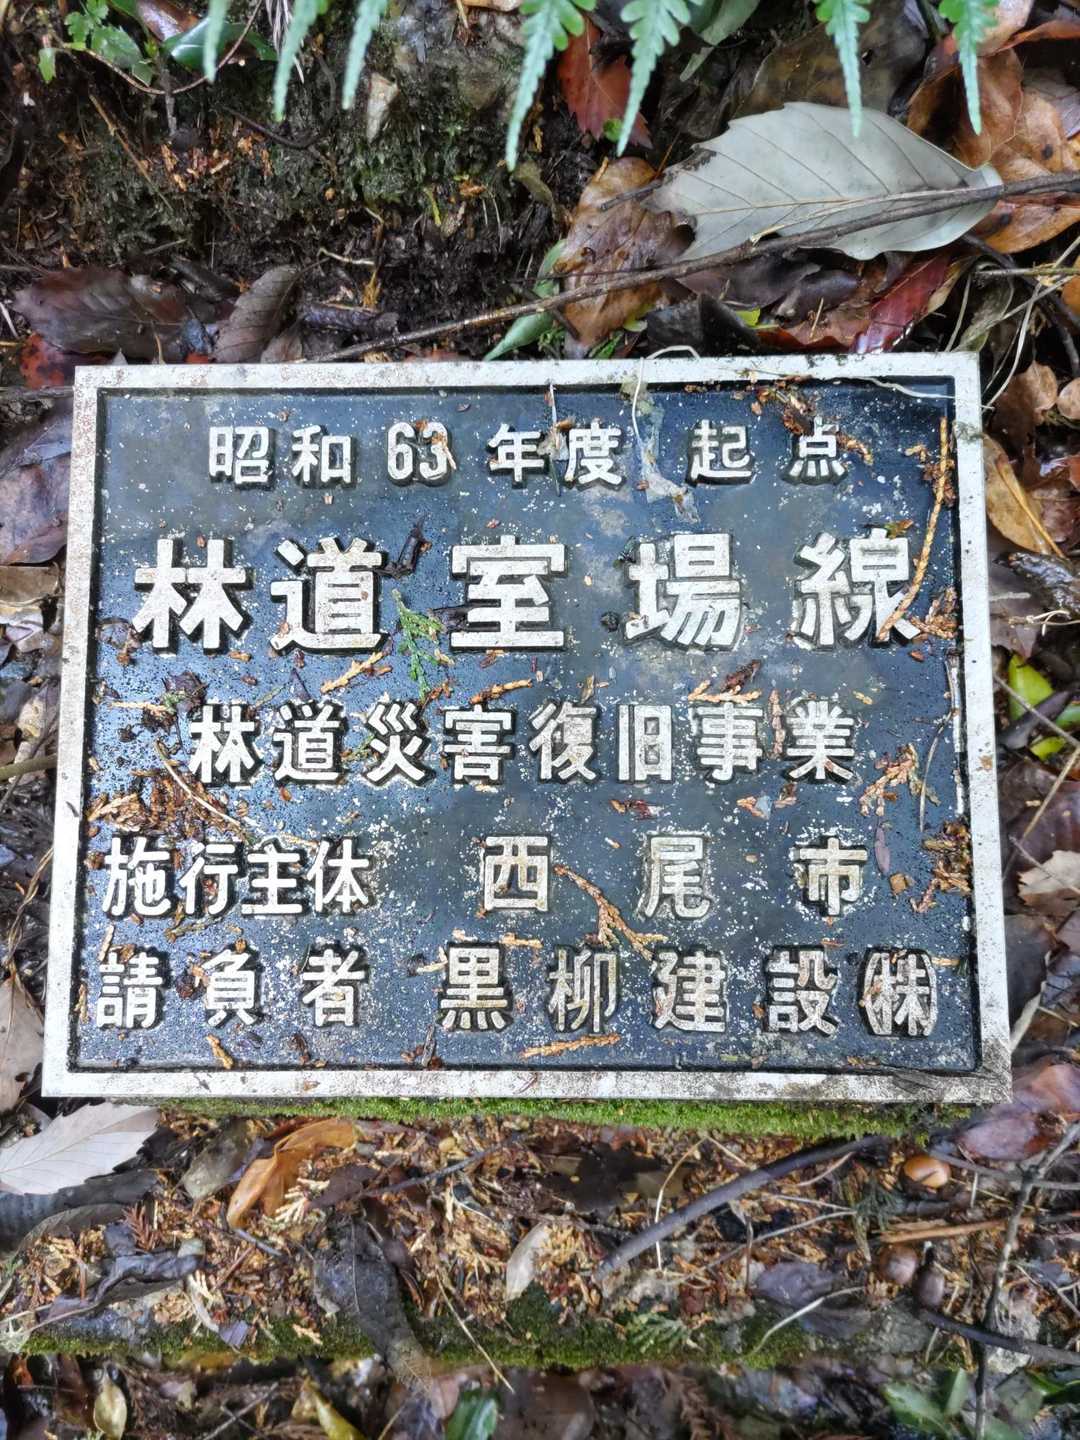 昭和63年度 起点
林道室場線
林道災害復旧事業
施行主体 西尾市
請負者 黒柳建設㈱